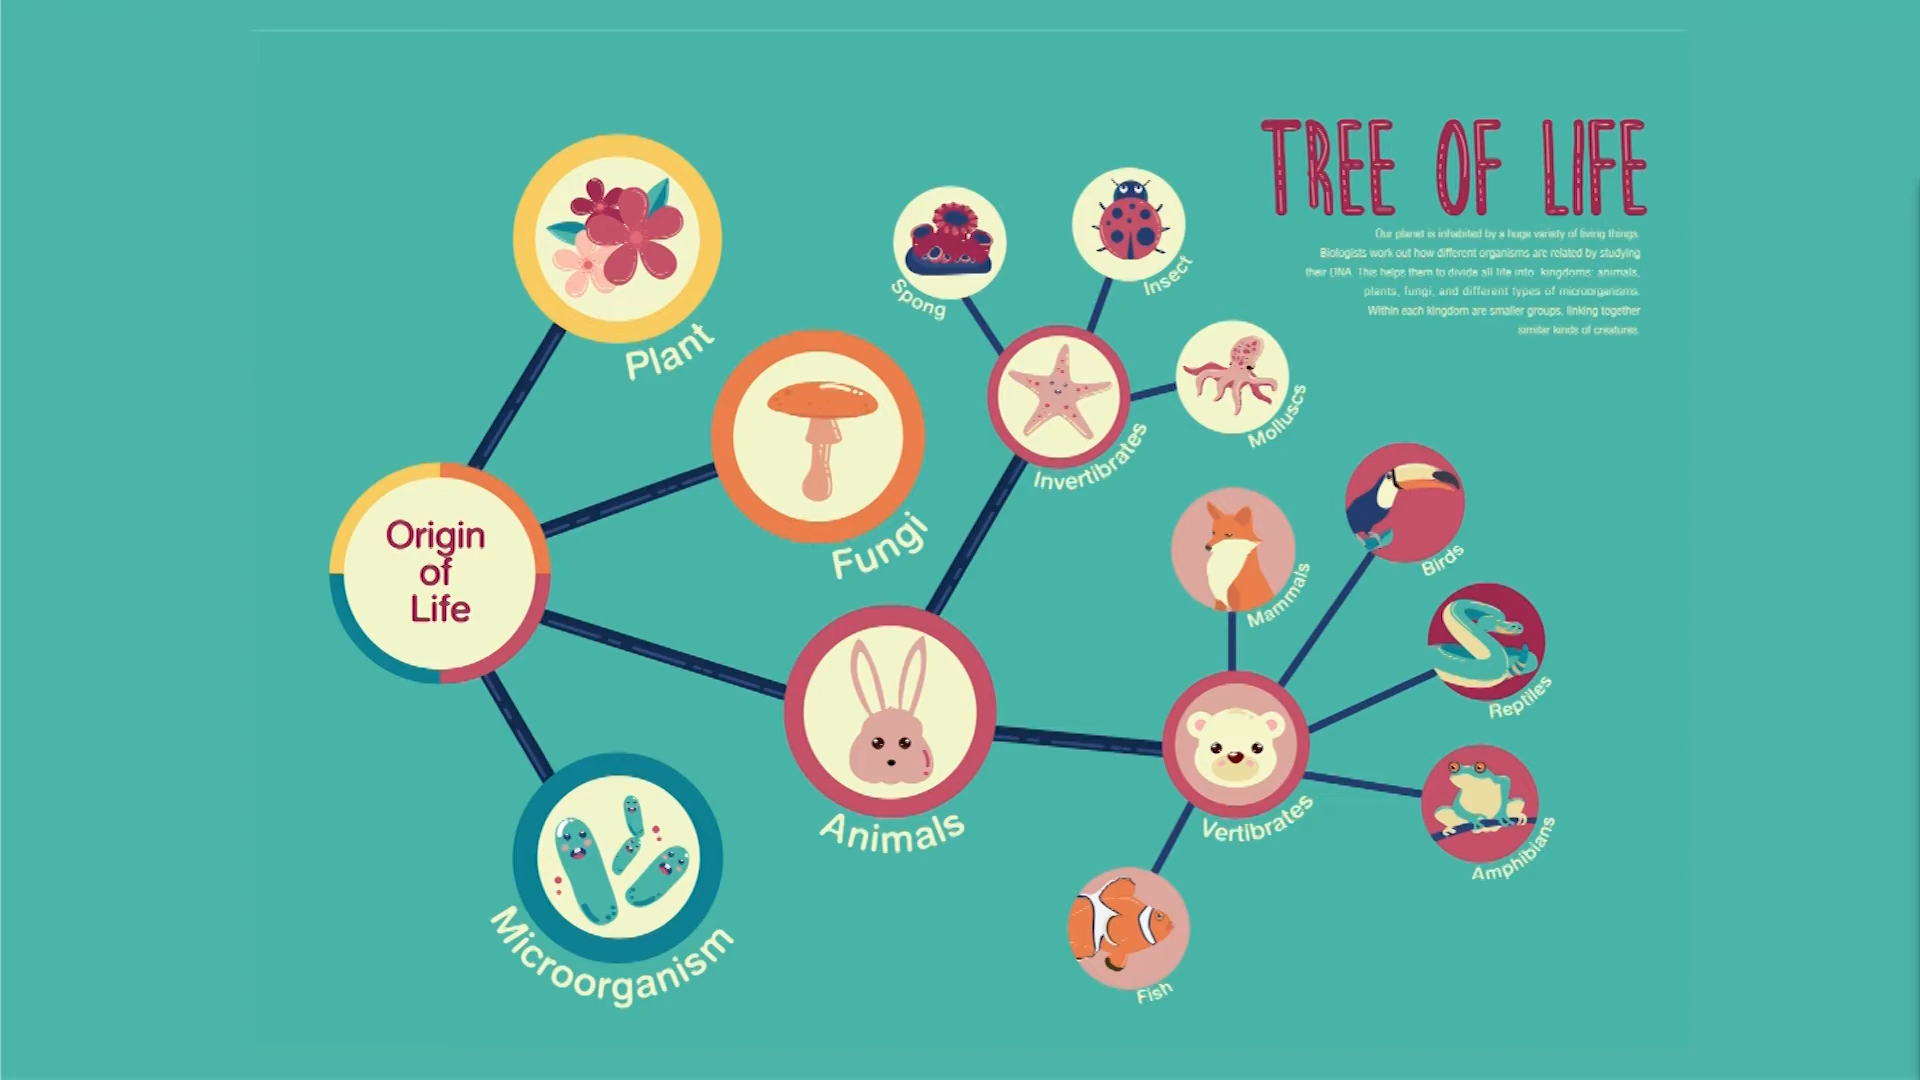 TREE OF LIFE
Our planet is inhabited by a huge variety of living things.
Biologists work out how different organisms are related by studying
their DNA. This helps them to divide all life into kingdoms: animals,
plants, fungi, and different types of microorganisms.
Within each kingdom are smaller groups, linking together
similar kinds of creatures.
Plant
Spong
Insect
Fungi
Invertibrates
Molluscs
Origin
of
Life
Mammals
Birds
Reptiles
Animals
Vertibrates
Amphibians
Microorganism
Fish